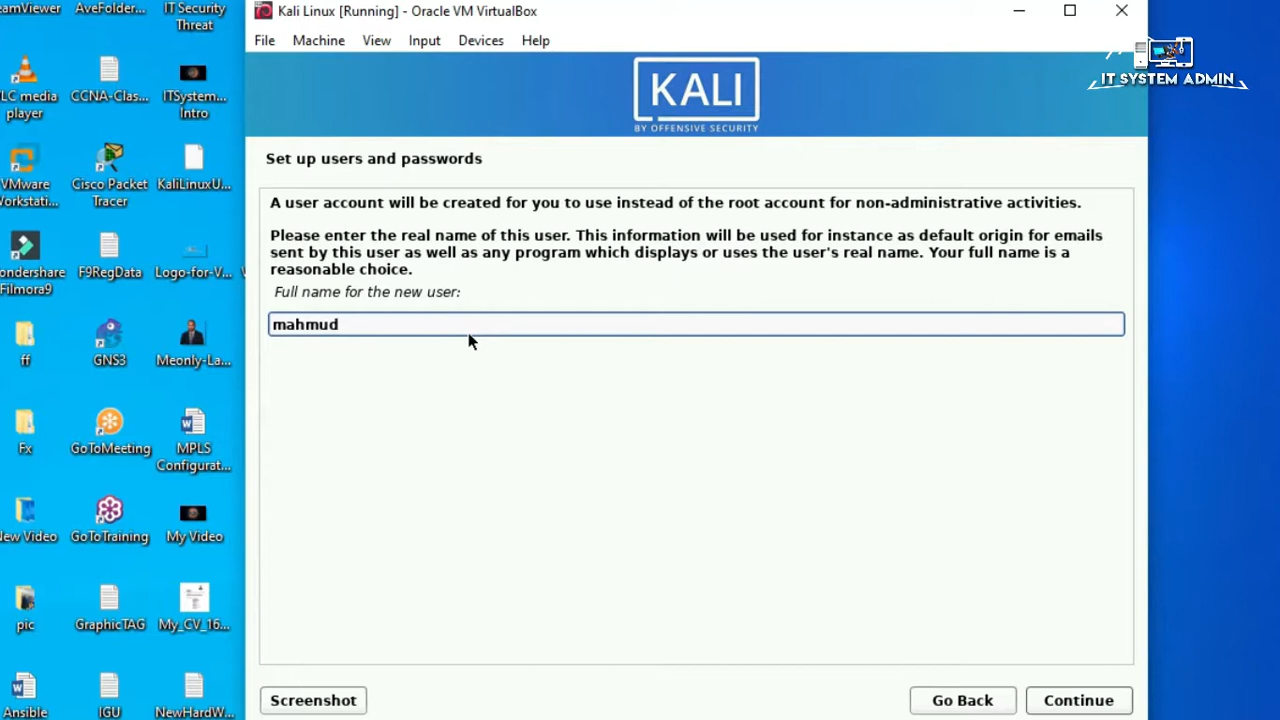 eamViewer
AveFolder...
IT Security
Threat
Kali Linux [Running] - Oracle VM VirtualBox
File
Machine
View
Input
Devices
Help
IT SYSTEM ADMIN
KALI
BY OFFENSIVE SECURITY
LC media
player
CCNA-Clas...
ITSystem...
Intro
Set up users and passwords
A user account will be created for you to use instead of the root account for non-administrative activities.
Please enter the real name of this user. This information will be used for instance as default origin for emails
sent by this user as well as any program which displays or uses the user's real name. Your full name is a
reasonable choice.
Full name for the new user:
mahmud
VMware
Workstati...
Cisco Packet
Tracer
KaliLinuxU...
ondershare
Filmora9
F9RegData
Logo-for-V...
ff
GNS3
Meonly-La...
Fx
GoToMeeting
MPLS
Configurat...
New Video
GoToTraining
My Video
pic
GraphicTAG
My_CV_16...
Ansible
IGU
NewHardW...
Screenshot
Go Back
Continue